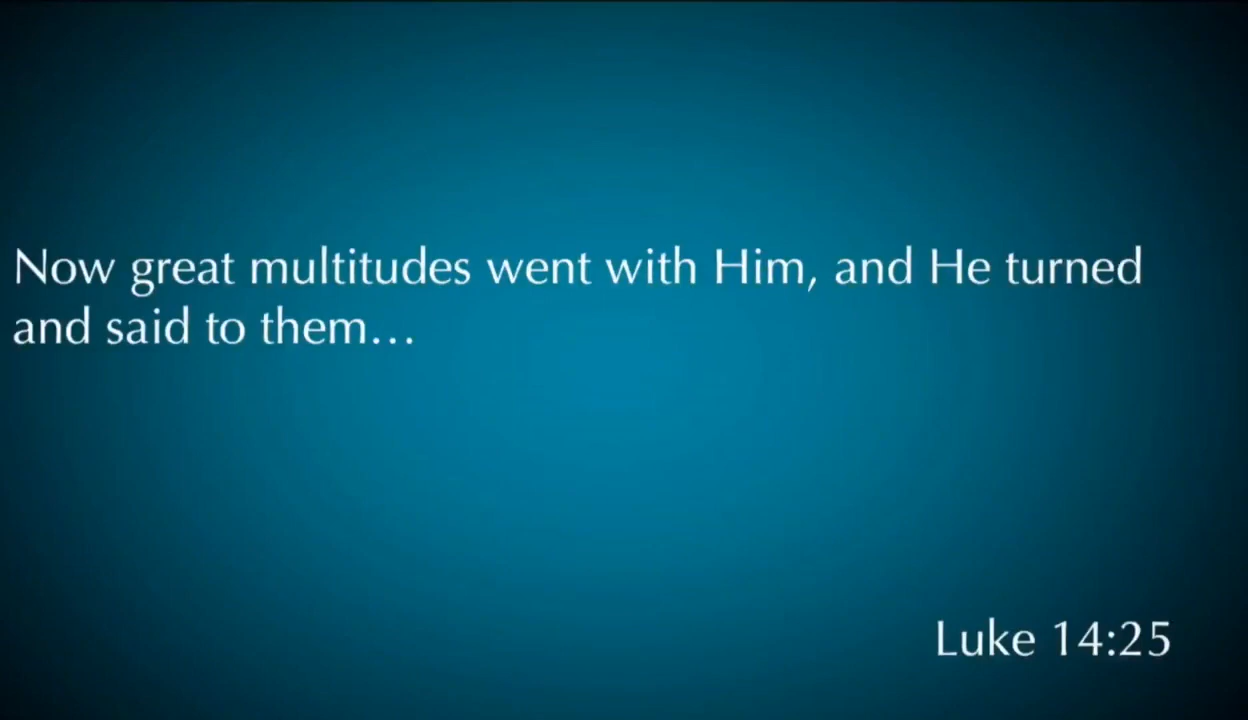 Now great multitudes went with Him, and He turned
and said to them…
Luke 14:25